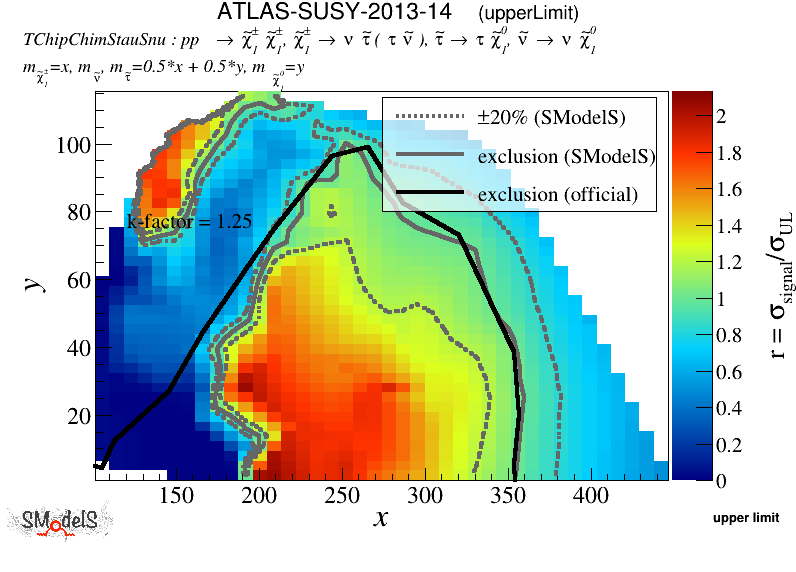 ATLAS-SUSY-2013-14 (upperLimit)
TChipChimStauSnu : pp → χ̃₁± χ̃₁±, χ̃₁± → ν τ̃ ( τ ν̃ ), τ̃ → τ χ̃₁⁰, ν̃ → ν χ̃₁⁰
m_χ̃₁±=x, m_ν̃, m_τ̃=0.5*x + 0.5*y, m_χ̃₁⁰=y
±20% (SModelS)
exclusion (SModelS)
exclusion (official)
k-factor = 1.25
y
100
80
60
40
20
150 200 250 300 350 400
x
2
1.8
1.6
1.4
1.2
1
0.8
0.6
0.4
0.2
0
r = σ_signal/σ_UL
SModelS
upper limit